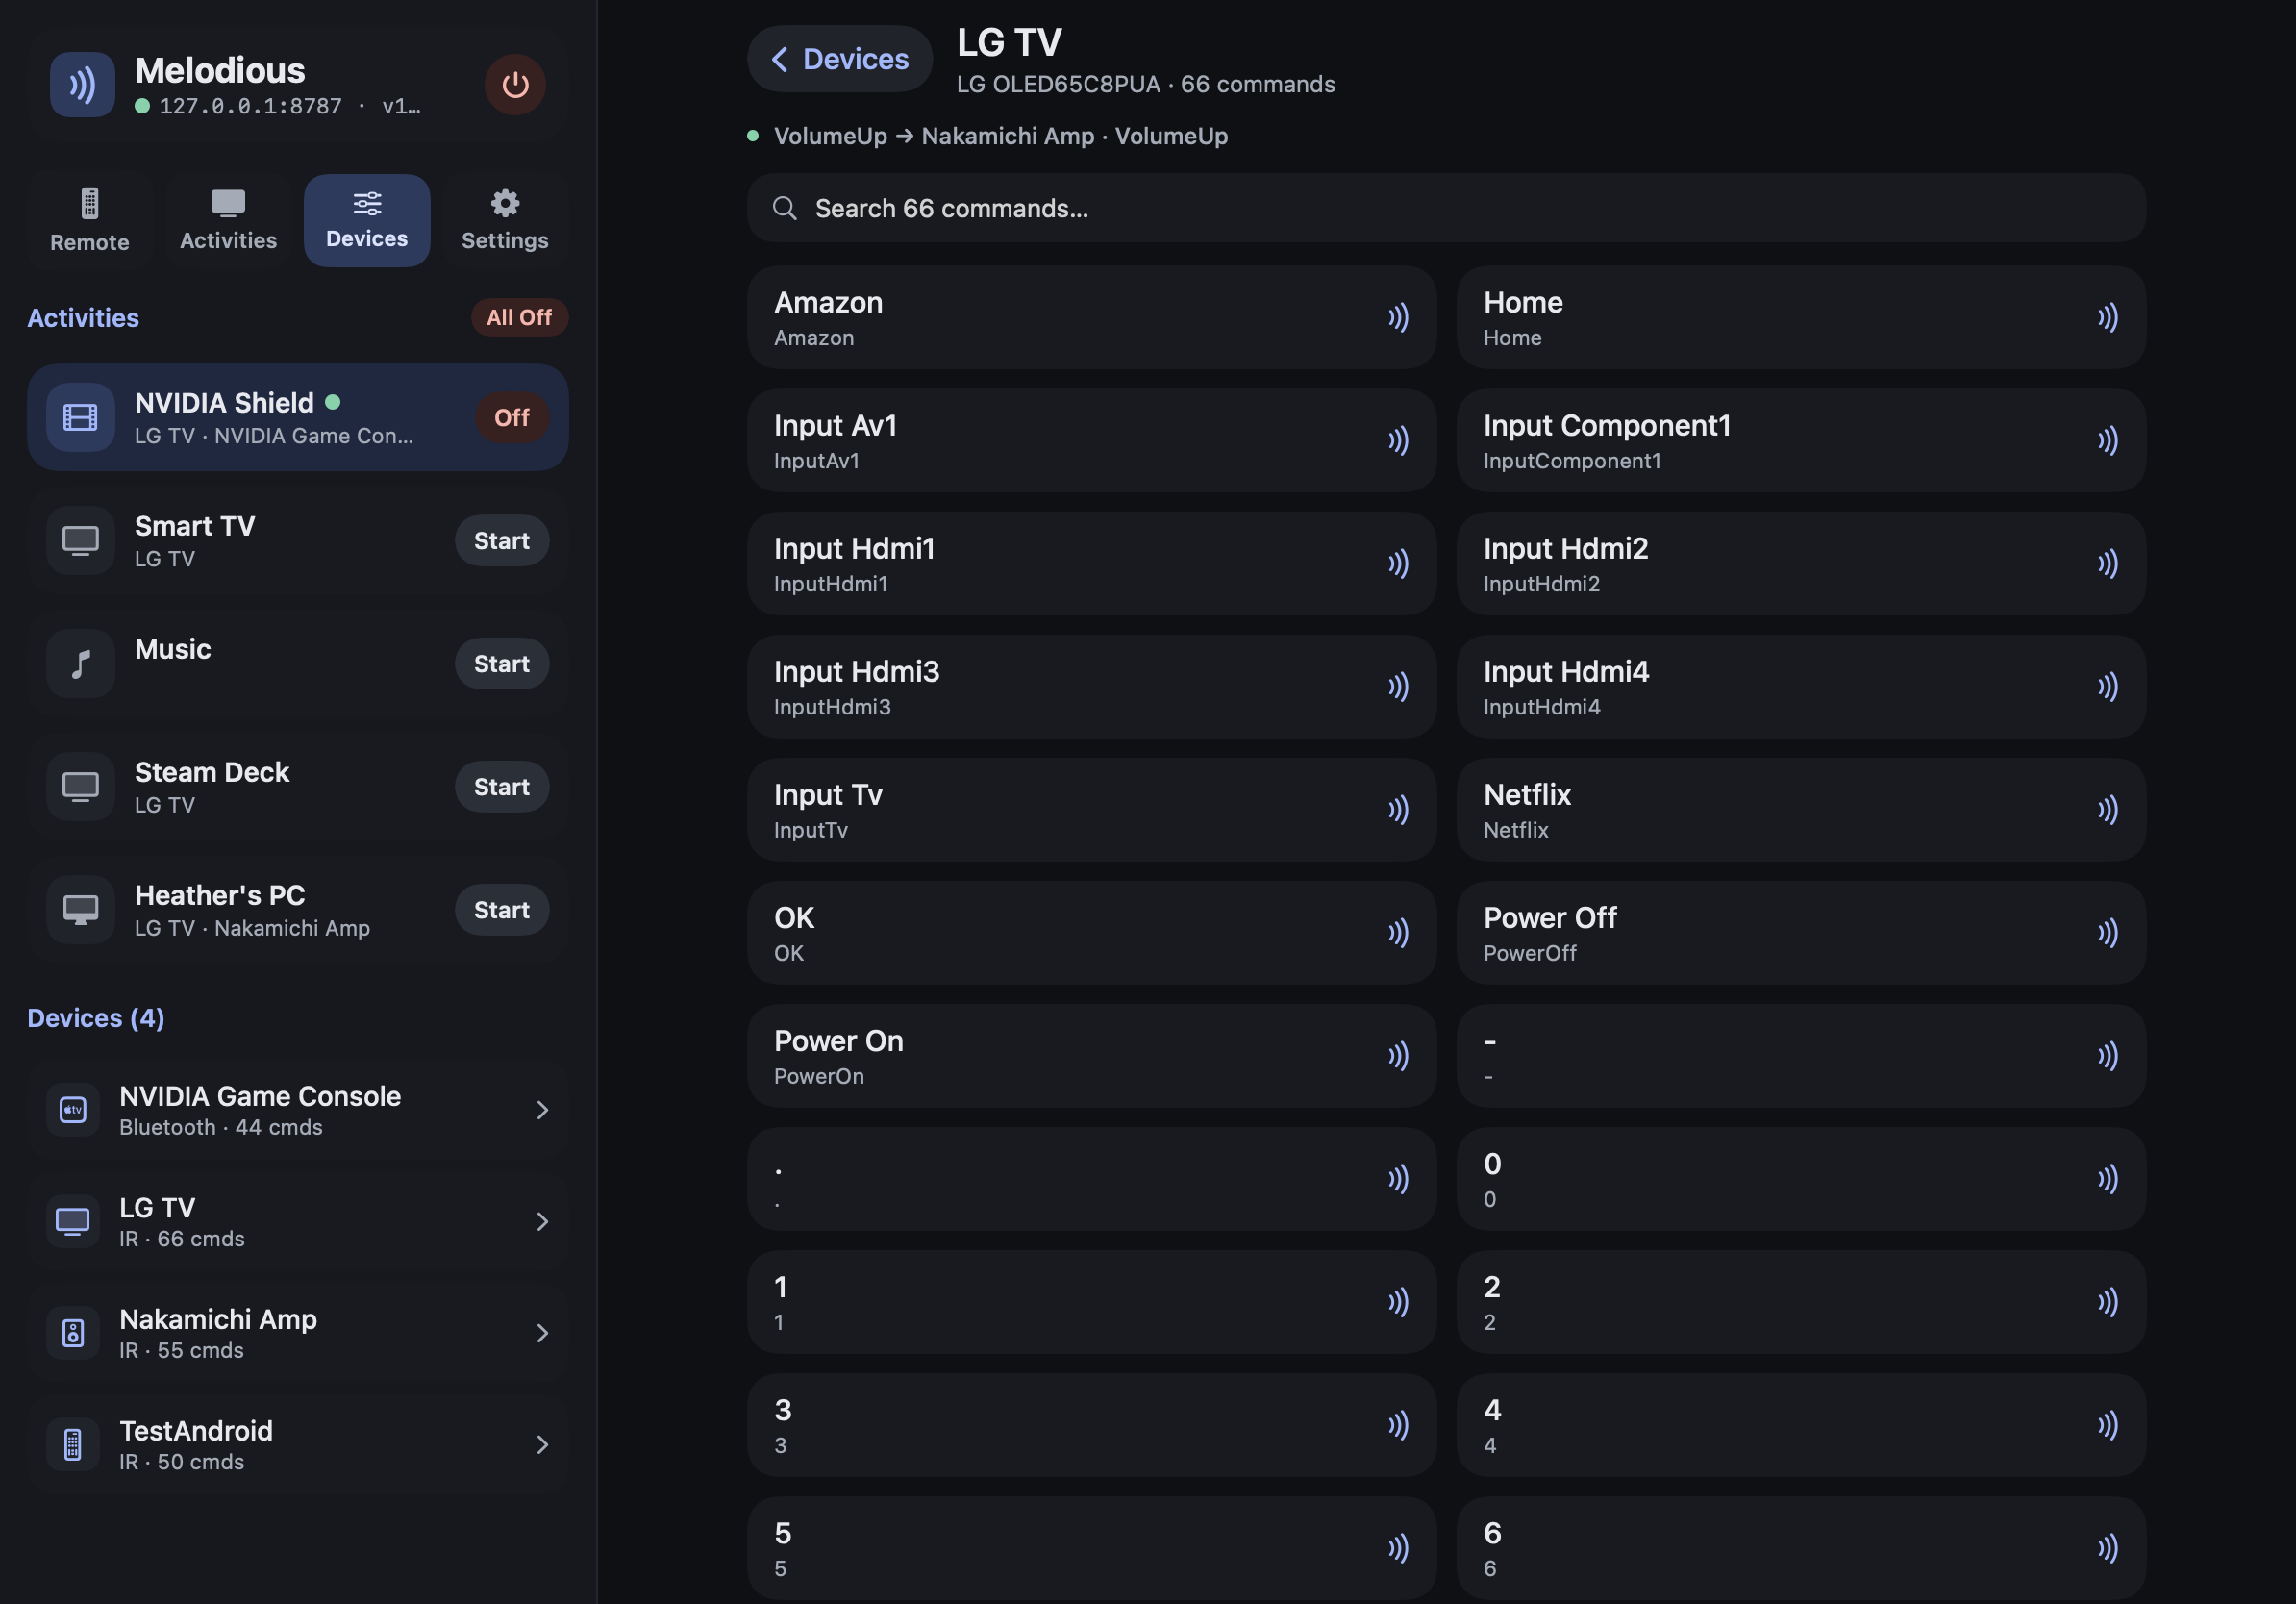 Melodious
127.0.0.1:8787 · v1…
Remote
Activities
Devices
Settings
Activities
All Off
NVIDIA Shield
LG TV · NVIDIA Game Con...
Off
Smart TV
LG TV
Start
Music
Start
Steam Deck
LG TV
Start
Heather's PC
LG TV · Nakamichi Amp
Start
Devices (4)
tv
NVIDIA Game Console
Bluetooth · 44 cmds
LG TV
IR · 66 cmds
Nakamichi Amp
IR · 55 cmds
TestAndroid
IR · 50 cmds
Devices
LG TV
LG OLED65C8PUA · 66 commands
VolumeUp → Nakamichi Amp · VolumeUp
Search 66 commands...
Amazon
Amazon
Home
Home
Input Av1
InputAv1
Input Component1
InputComponent1
Input Hdmi1
InputHdmi1
Input Hdmi2
InputHdmi2
Input Hdmi3
InputHdmi3
Input Hdmi4
InputHdmi4
Input Tv
InputTv
Netflix
Netflix
OK
OK
Power Off
PowerOff
Power On
PowerOn
-
-
.
.
0
0
1
1
2
2
3
3
4
4
5
5
6
6